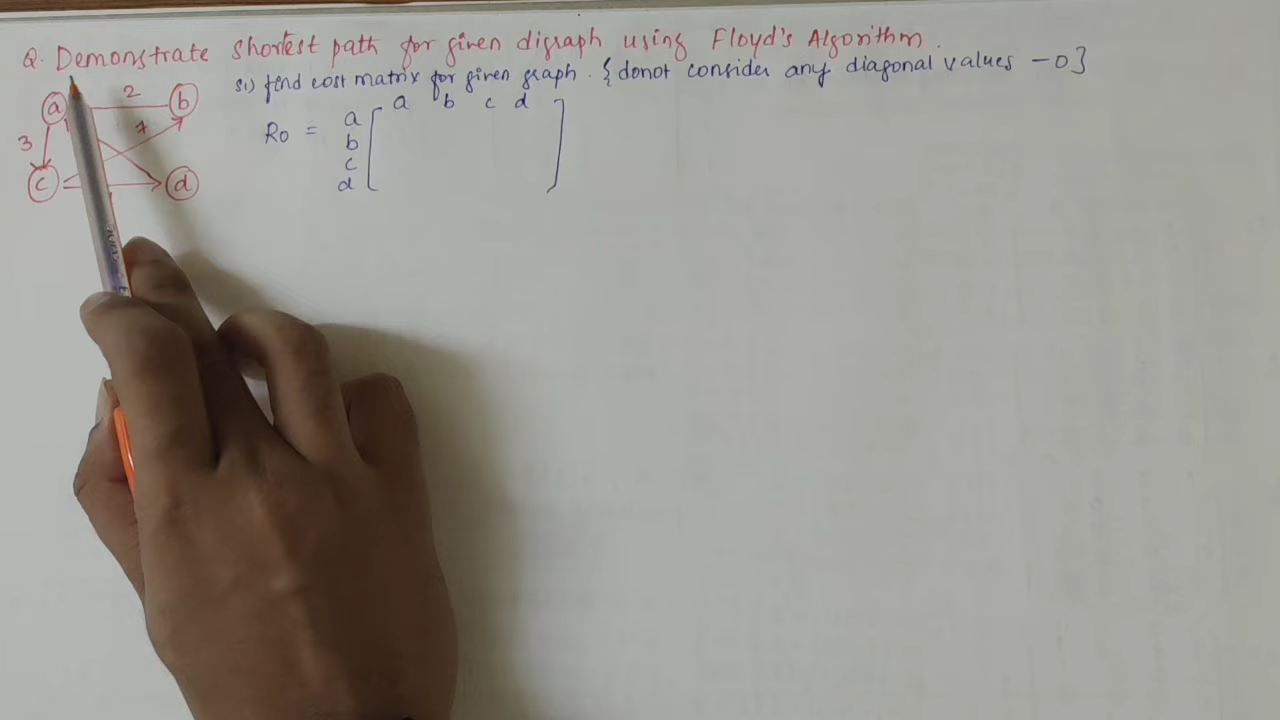 Q. Demonstrate shortest path for given digraph using Floyd's Algorithm.
S1) find cost matrix for given graph. {donot consider any diagonal values - 0}
a 2 b
3 7
c d
a b c d
R0 = a
b
c
d